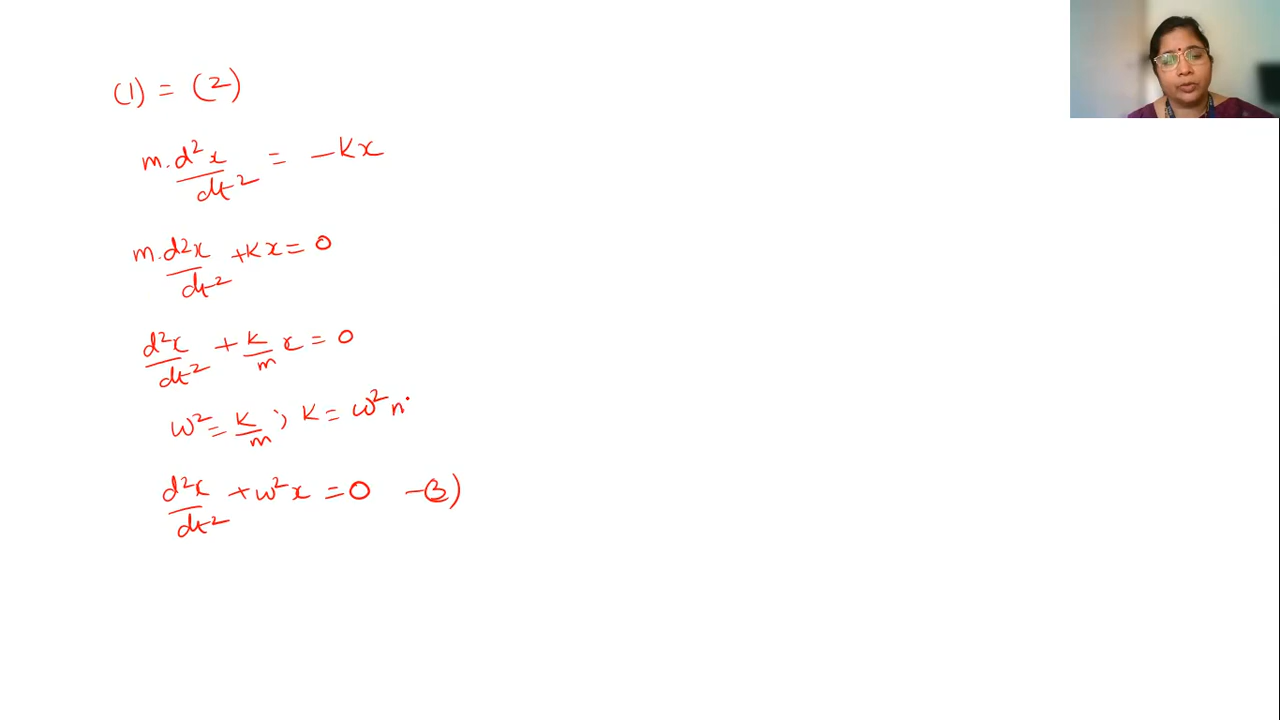 (1) = (2)
m. d²x/dt² = -kx
m. d²x/dt² + kx = 0
d²x/dt² + k/m x = 0
ω² = k/m ; k = ω²m
d²x/dt² + ω²x = 0 -(3)